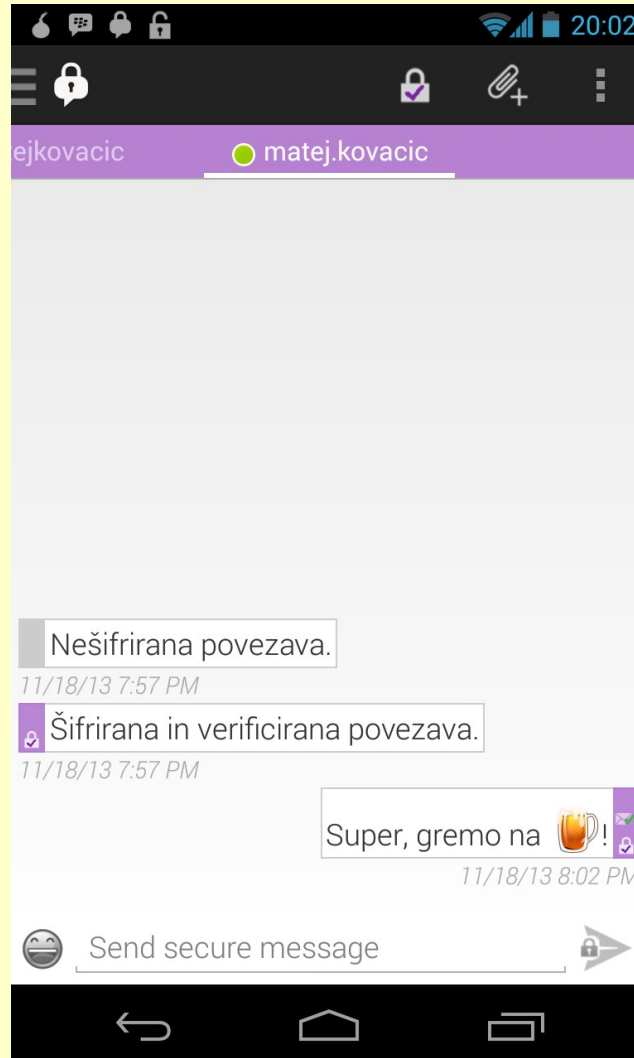 20:02
ejkovacic matej.kovacic
Nešifrirana povezava.
11/18/13 7:57 PM
Šifrirana in verificirana povezava.
11/18/13 7:57 PM
Super, gremo na !
11/18/13 8:02 PM
Send secure message